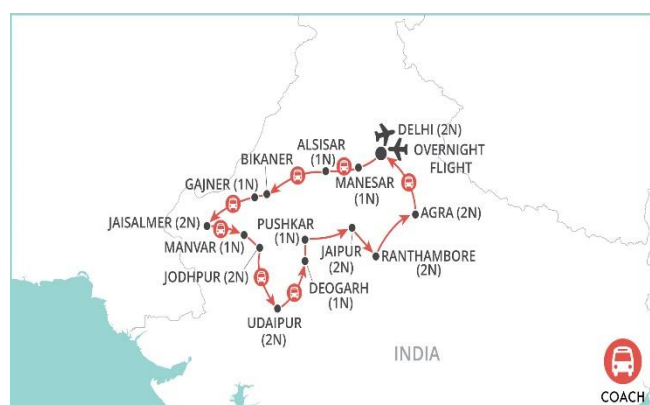 DELHI (2N)
OVERNIGHT
FLIGHT
ALSISAR
(1N)
BIKANER
MANESAR
(1N)
GAJNER (1N)
AGRA (2N)
JAISALMER (2N)
PUSHKAR
(1N)
MANVAR (1N)
JAIPUR
(2N)
RANTHAMBORE
(2N)
JODHPUR (2N)
DEOGARH
(1N)
UDAIPUR
(2N)
INDIA
COACH